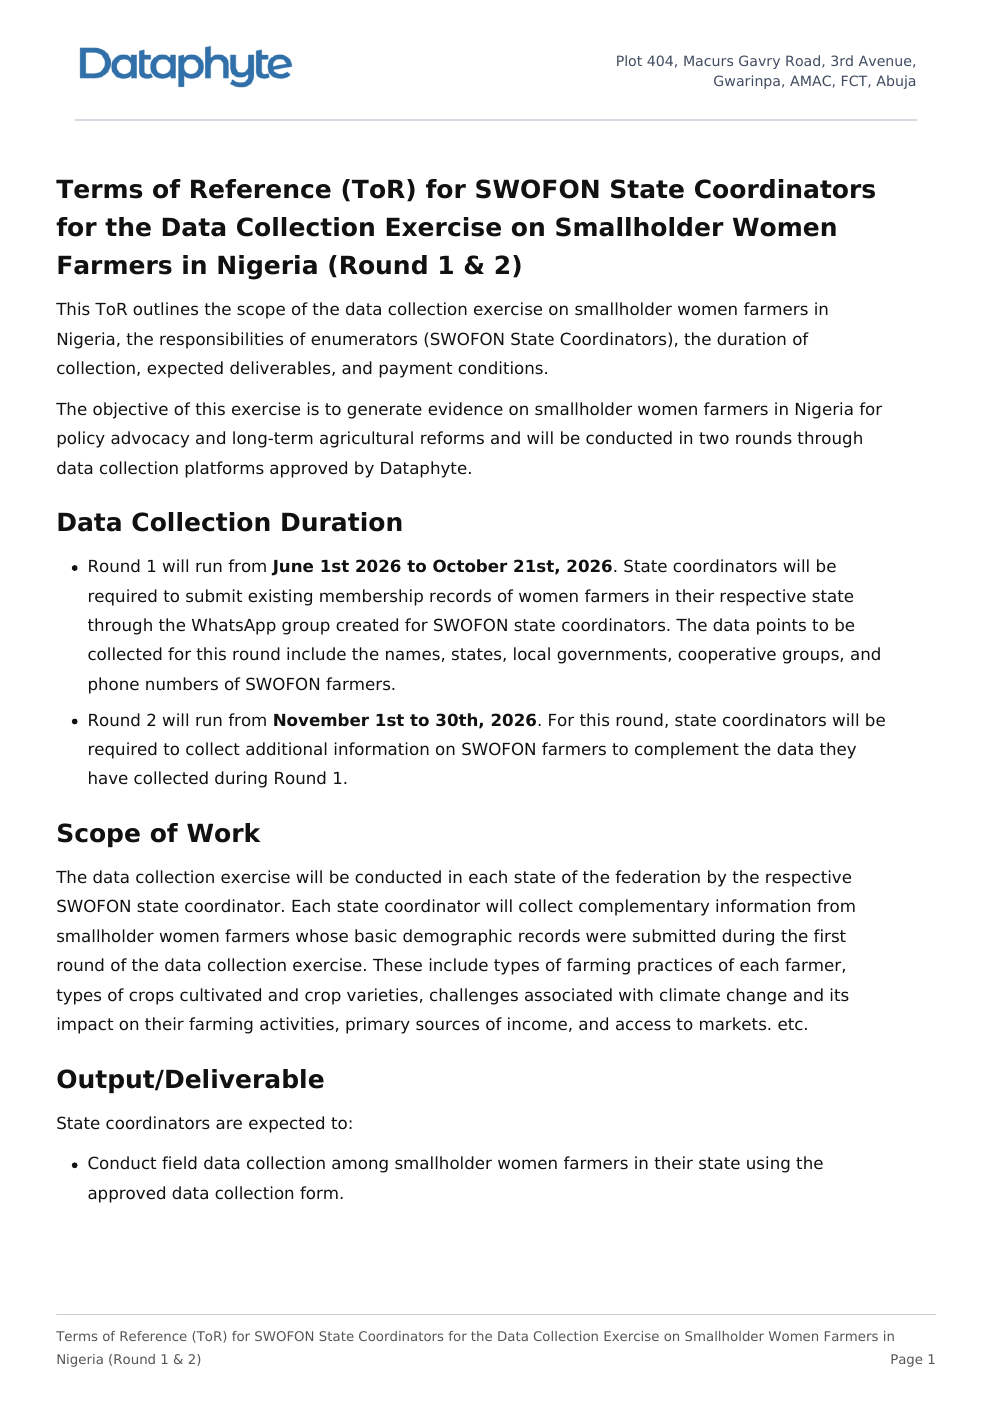 Dataphyte
Plot 404, Macurs Gavry Road, 3rd Avenue,
Gwarinpa, AMAC, FCT, Abuja
Terms of Reference (ToR) for SWOFON State Coordinators
for the Data Collection Exercise on Smallholder Women
Farmers in Nigeria (Round 1 & 2)
This ToR outlines the scope of the data collection exercise on smallholder women farmers in
Nigeria, the responsibilities of enumerators (SWOFON State Coordinators), the duration of
collection, expected deliverables, and payment conditions.
The objective of this exercise is to generate evidence on smallholder women farmers in Nigeria for
policy advocacy and long-term agricultural reforms and will be conducted in two rounds through
data collection platforms approved by Dataphyte.
Data Collection Duration
• Round 1 will run from June 1st 2026 to October 21st, 2026. State coordinators will be
required to submit existing membership records of women farmers in their respective state
through the WhatsApp group created for SWOFON state coordinators. The data points to be
collected for this round include the names, states, local governments, cooperative groups, and
phone numbers of SWOFON farmers.
• Round 2 will run from November 1st to 30th, 2026. For this round, state coordinators will be
required to collect additional information on SWOFON farmers to complement the data they
have collected during Round 1.
Scope of Work
The data collection exercise will be conducted in each state of the federation by the respective
SWOFON state coordinator. Each state coordinator will collect complementary information from
smallholder women farmers whose basic demographic records were submitted during the first
round of the data collection exercise. These include types of farming practices of each farmer,
types of crops cultivated and crop varieties, challenges associated with climate change and its
impact on their farming activities, primary sources of income, and access to markets. etc.
Output/Deliverable
State coordinators are expected to:
• Conduct field data collection among smallholder women farmers in their state using the
approved data collection form.
Terms of Reference (ToR) for SWOFON State Coordinators for the Data Collection Exercise on Smallholder Women Farmers in
Nigeria (Round 1 & 2)
Page 1